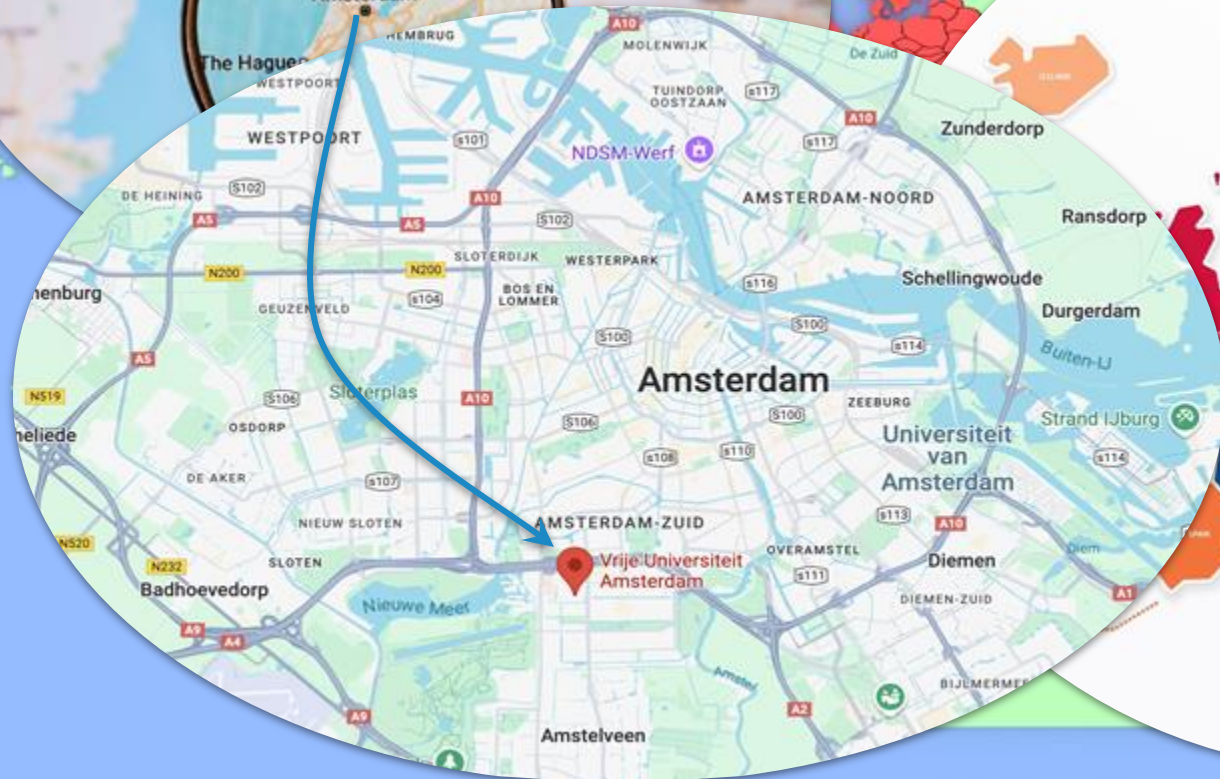 The Hague
HEMBRUG
A10
MOLENWIJK
De Zuid
WESTPOORT
TUINDORP
OOSTZAAN
s117
A10
Zunderdorp
WESTPOORT
s101
NDSM-Werf
s117
DE HEINING
S102
A10
AMSTERDAM-NOORD
A5
A5
S102
Ransdorp
SLOTERDIJK
WESTERPARK
N200
N200
Schellingwoude
s116
BOS EN
LOMMER
s104
GEUZENVELD
Durgerdam
S100
S100
s114
A5
Buiten-IJ
Amsterdam
Sloterplas
N519
S106
A10
ZEEBURG
S100
Strand IJburg
S106
OSDORP
Universiteit
van
Amsterdam
s108
s110
s114
DE AKER
s107
s113
NIEUW SLOTEN
AMSTERDAM-ZUID
A10
N520
OVERAMSTEL
Diem
SLOTEN
N232
Vrije Universiteit
Amsterdam
Diemen
s111
Badhoevedorp
A1
DIEMEN-ZUID
Nieuwe Meer
A9
A4
Amstel
A2
A9
Amstelveen